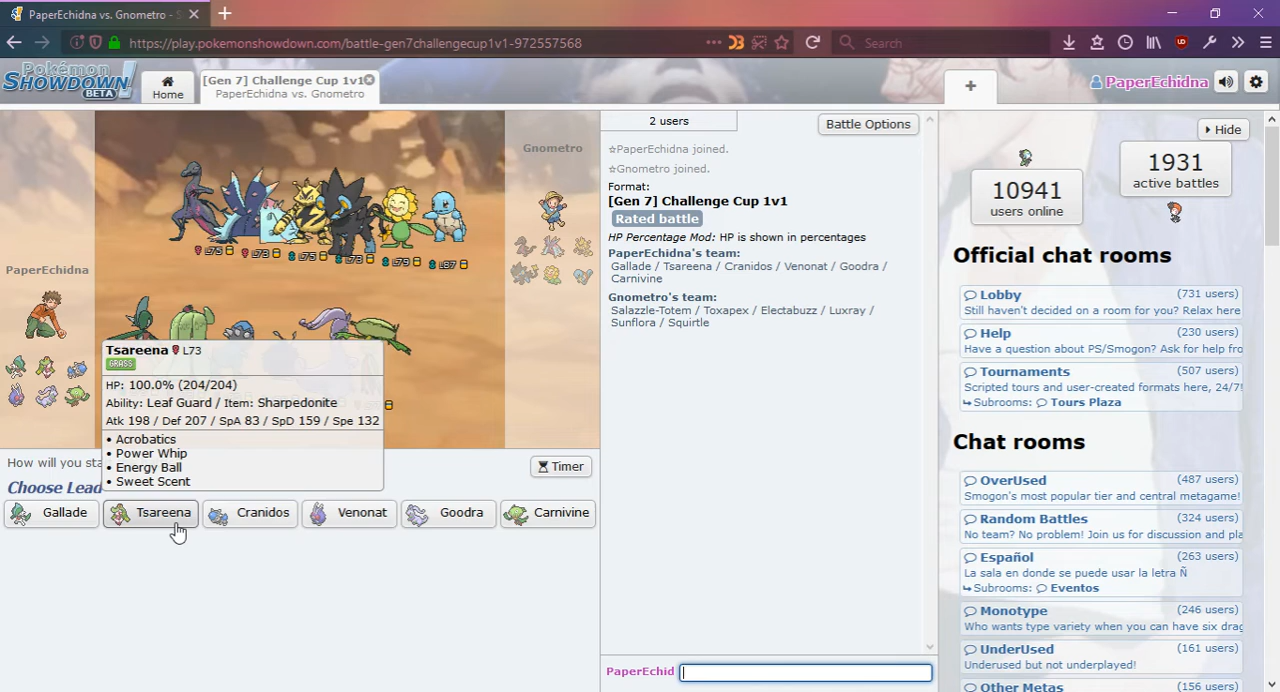 PaperEchidna vs. Gnometro - S
https://play.pokemonshowdown.com/battle-gen7challengecup1v1-972557568
Search
Pokémon
SHOWDOWN!
BETA
Home
[Gen 7] Challenge Cup 1v1
PaperEchidna vs. Gnometro
PaperEchidna
PaperEchidna
Gnometro
L75 L73 L75 L73 L79 L87
Tsareena L73
GRASS
HP: 100.0% (204/204)
Ability: Leaf Guard / Item: Sharpedonite
Atk 198 / Def 207 / SpA 83 / SpD 159 / Spe 132
• Acrobatics
• Power Whip
• Energy Ball
• Sweet Scent
How will you sta
Timer
Choose Lead
Gallade
Tsareena
Cranidos
Venonat
Goodra
Carnivine
2 users
Battle Options
☆PaperEchidna joined.
☆Gnometro joined.
Format:
[Gen 7] Challenge Cup 1v1
Rated battle
HP Percentage Mod: HP is shown in percentages
PaperEchidna's team:
Gallade / Tsareena / Cranidos / Venonat / Goodra /
Carnivine
Gnometro's team:
Salazzle-Totem / Toxapex / Electabuzz / Luxray /
Sunflora / Squirtle
PaperEchid
Hide
10941
users online
1931
active battles
Official chat rooms
Lobby (731 users)
Still haven't decided on a room for you? Relax here
Help (230 users)
Have a question about PS/Smogon? Ask for help fro
Tournaments (507 users)
Scripted tours and user-created formats here, 24/7!
Subrooms: Tours Plaza
Chat rooms
OverUsed (487 users)
Smogon's most popular tier and central metagame!
Random Battles (324 users)
No team? No problem! Join us for discussion and pla
Español (263 users)
La sala en donde se puede usar la letra Ñ
Subrooms: Eventos
Monotype (246 users)
Who wants type variety when you can have six drag
UnderUsed (161 users)
Underused but not underplayed!
Other Metas (156 users)